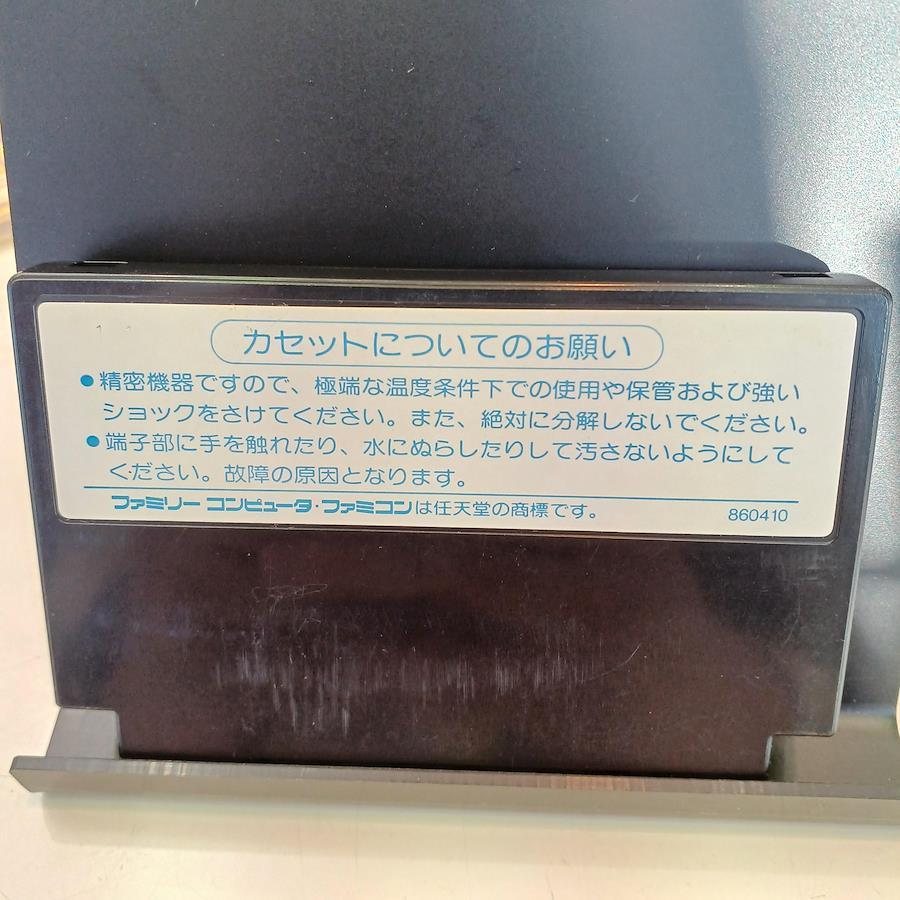 カセットについてのお願い
●精密機器ですので、極端な温度条件下での使用や保管および強い
ショックをさけてください。また、絶対に分解しないでください。
●端子部に手を触れたり、水にぬらしたりして汚さないようにして
ください。故障の原因となります。
ファミリーコンピュータ・ファミコンは任天堂の商標です。 860410